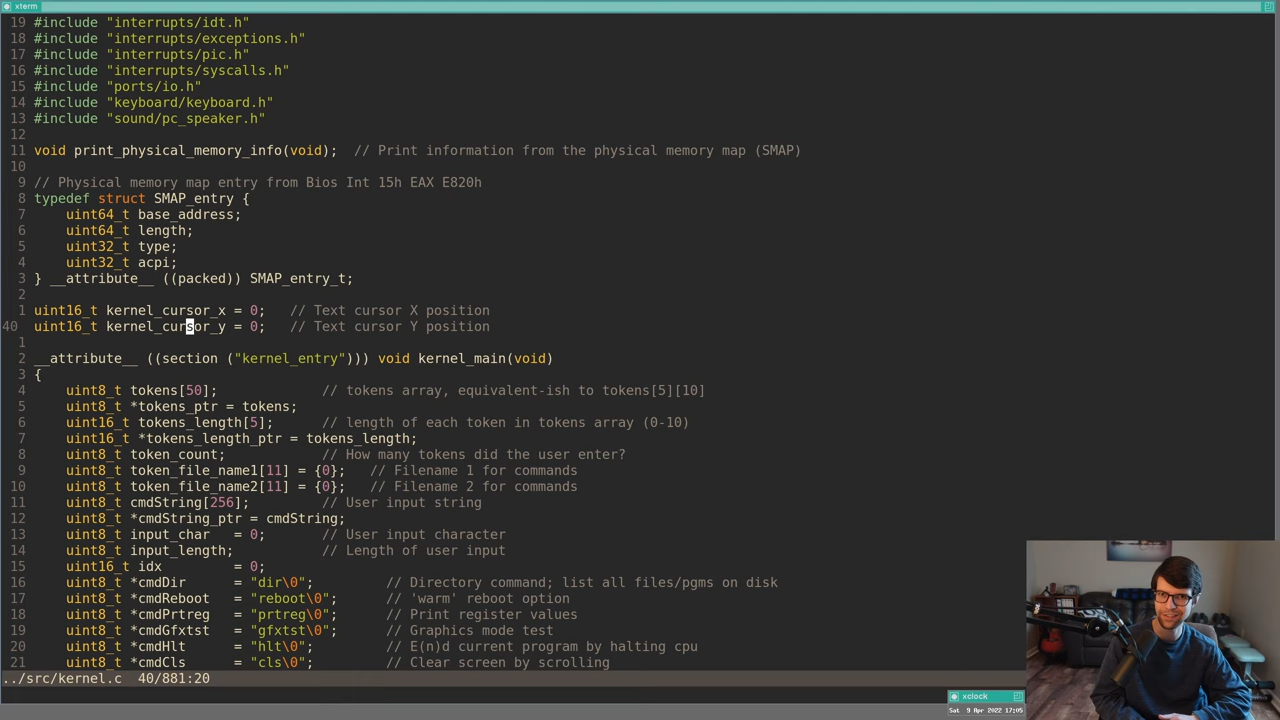 xterm
19 #include "interrupts/idt.h"
18 #include "interrupts/exceptions.h"
17 #include "interrupts/pic.h"
16 #include "interrupts/syscalls.h"
15 #include "ports/io.h"
14 #include "keyboard/keyboard.h"
13 #include "sound/pc_speaker.h"
12
11 void print_physical_memory_info(void);  // Print information from the physical memory map (SMAP)
10
9 // Physical memory map entry from Bios Int 15h EAX E820h
8 typedef struct SMAP_entry {
7     uint64_t base_address;
6     uint64_t length;
5     uint32_t type;
4     uint32_t acpi;
3 } __attribute__ ((packed)) SMAP_entry_t;
2
1 uint16_t kernel_cursor_x = 0;   // Text cursor X position
40 uint16_t kernel_cursor_y = 0;   // Text cursor Y position
1
2 __attribute__ ((section ("kernel_entry"))) void kernel_main(void)
3 {
4     uint8_t tokens[50];             // tokens array, equivalent-ish to tokens[5][10]
5     uint8_t *tokens_ptr = tokens;
6     uint16_t tokens_length[5];      // length of each token in tokens array (0-10)
7     uint16_t *tokens_length_ptr = tokens_length;
8     uint8_t token_count;            // How many tokens did the user enter?
9     uint8_t token_file_name1[11] = {0};   // Filename 1 for commands
10     uint8_t token_file_name2[11] = {0};   // Filename 2 for commands
11     uint8_t cmdString[256];         // User input string
12     uint8_t *cmdString_ptr = cmdString;
13     uint8_t input_char   = 0;       // User input character
14     uint8_t input_length;           // Length of user input
15     uint16_t idx         = 0;
16     uint8_t *cmdDir      = "dir\0";         // Directory command; list all files/pgms on disk
17     uint8_t *cmdReboot   = "reboot\0";      // 'warm' reboot option
18     uint8_t *cmdPrtreg   = "prtreg\0";      // Print register values
19     uint8_t *cmdGfxtst   = "gfxtst\0";      // Graphics mode test
20     uint8_t *cmdHlt      = "hlt\0";         // E(n)d current program by halting cpu
21     uint8_t *cmdCls      = "cls\0";         // Clear screen by scrolling
../src/kernel.c  40/881:20
xclock
Sat  9 Apr 2022 17:05